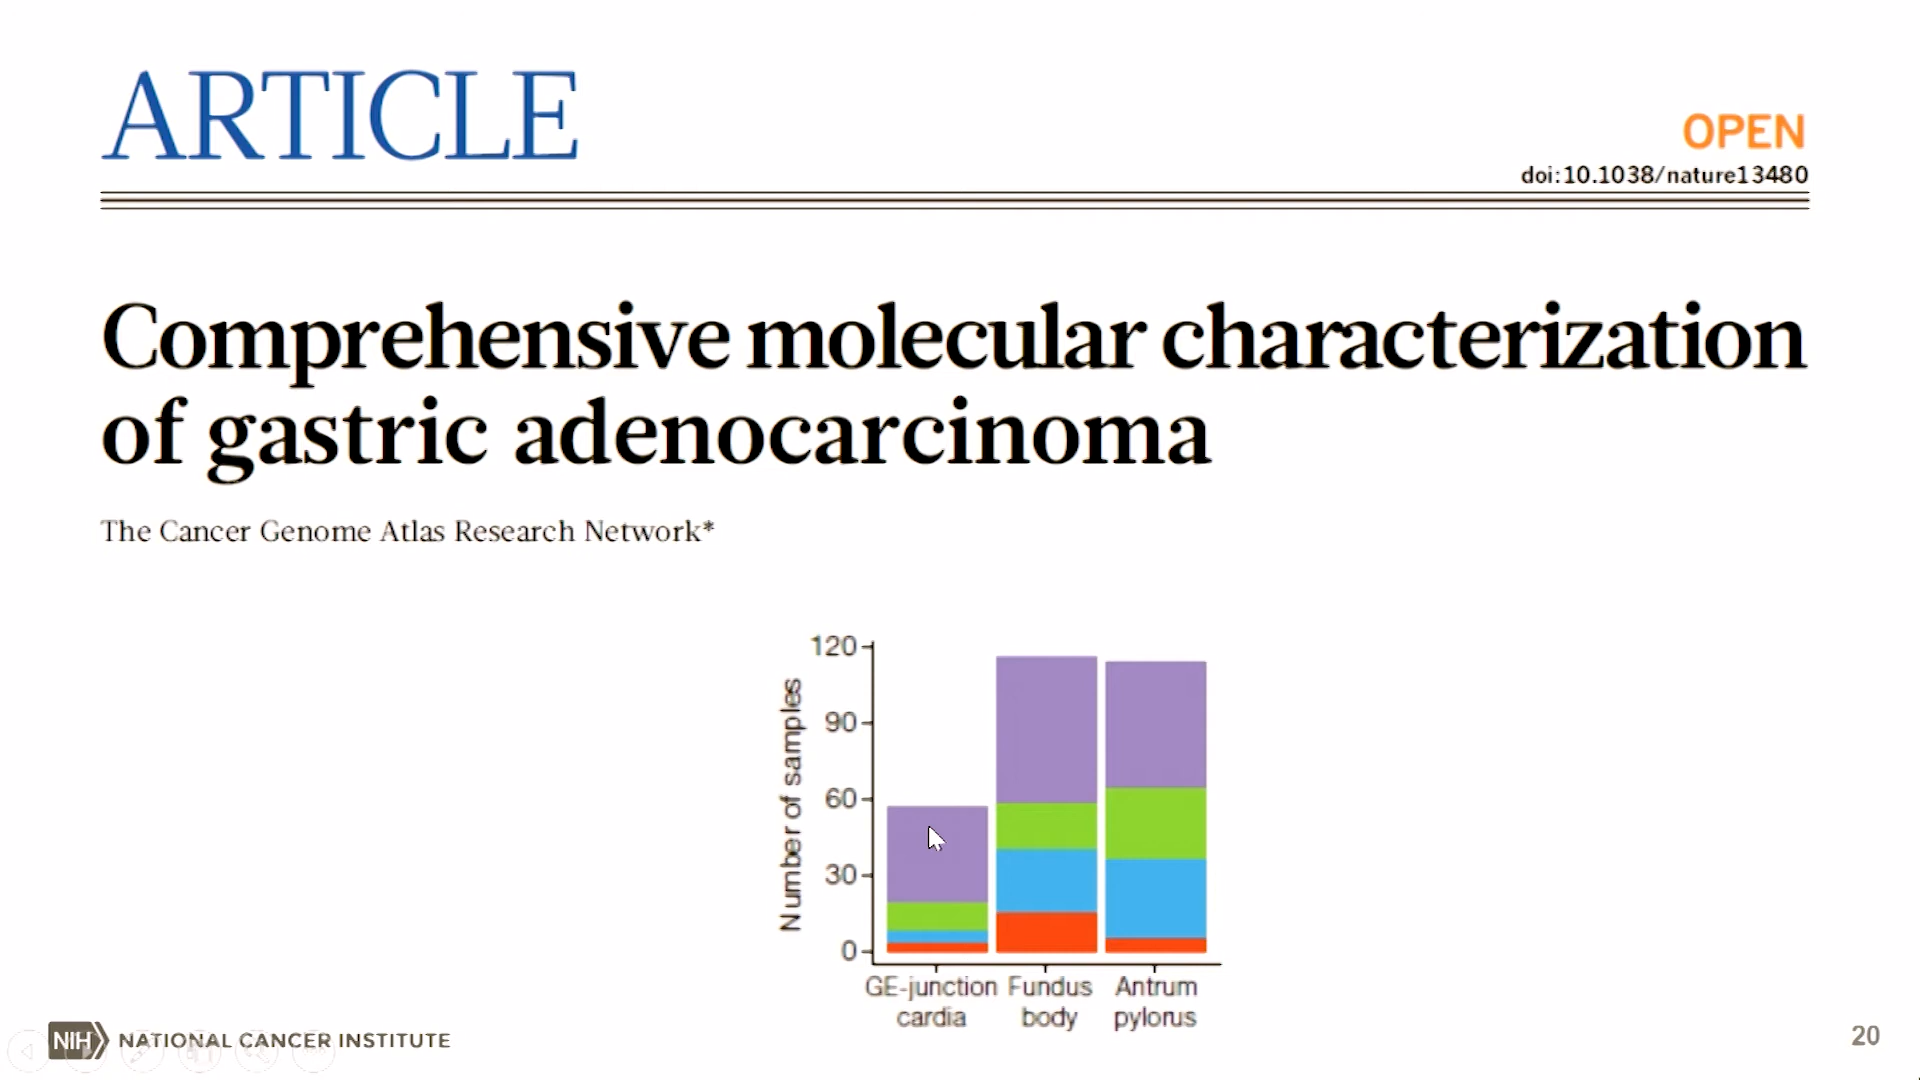 ARTICLE
OPEN
doi:10.1038/nature13480
Comprehensive molecular characterization
of gastric adenocarcinoma
The Cancer Genome Atlas Research Network*
Number of samples
120
90
60
30
0
GE-junction cardia
Fundus body
Antrum pylorus
NIH NATIONAL CANCER INSTITUTE
20